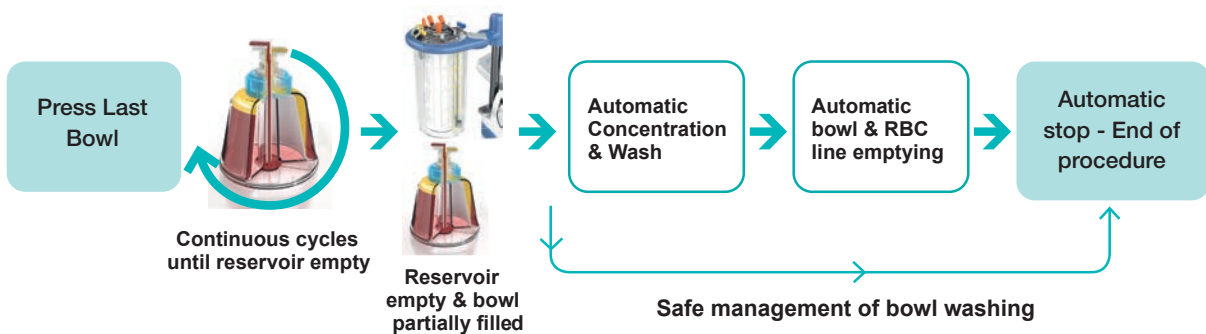 Press Last
Bowl
Continuous cycles
until reservoir empty
Reservoir
empty & bowl
partially filled
Automatic
Concentration
& Wash
Automatic
bowl & RBC
line emptying
Automatic
stop - End of
procedure
Safe management of bowl washing